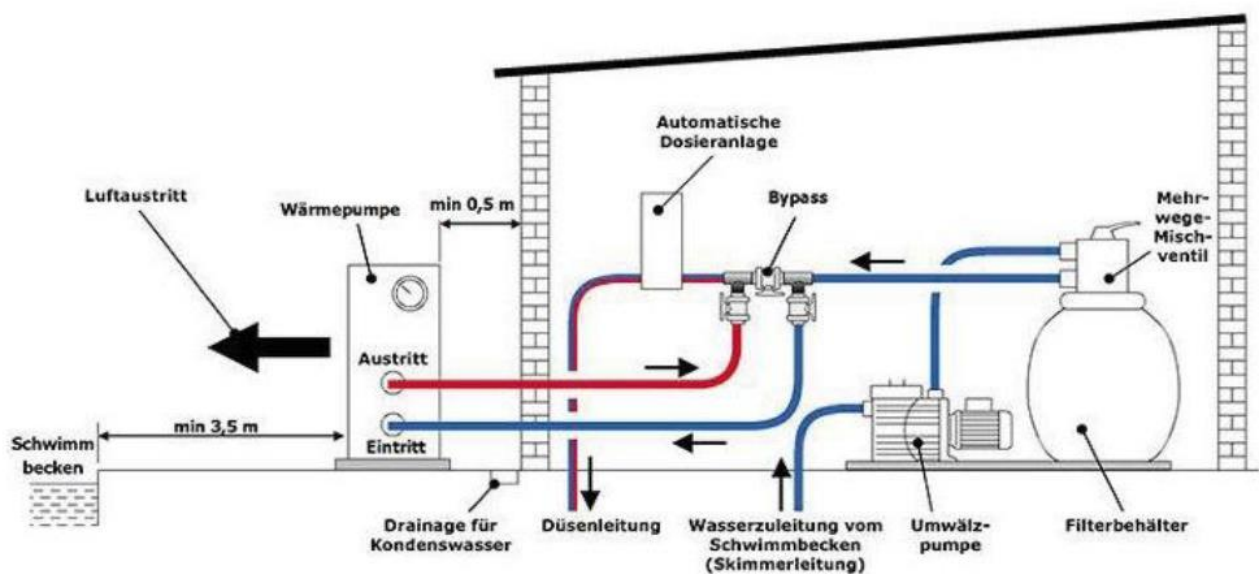 Automatische
Dosieranlage
Luftaustritt
Wärmepumpe
min 0,5 m
Bypass
Mehr-
wege-
Misch-
ventil
Austritt
min 3,5 m
Eintritt
Schwimm
becken
Drainage für
Kondenswasser
Düsenleitung
Wasserzuleitung vom
Schwimmbecken
(Skimmerleitung)
Umwälz-
pumpe
Filterbehälter